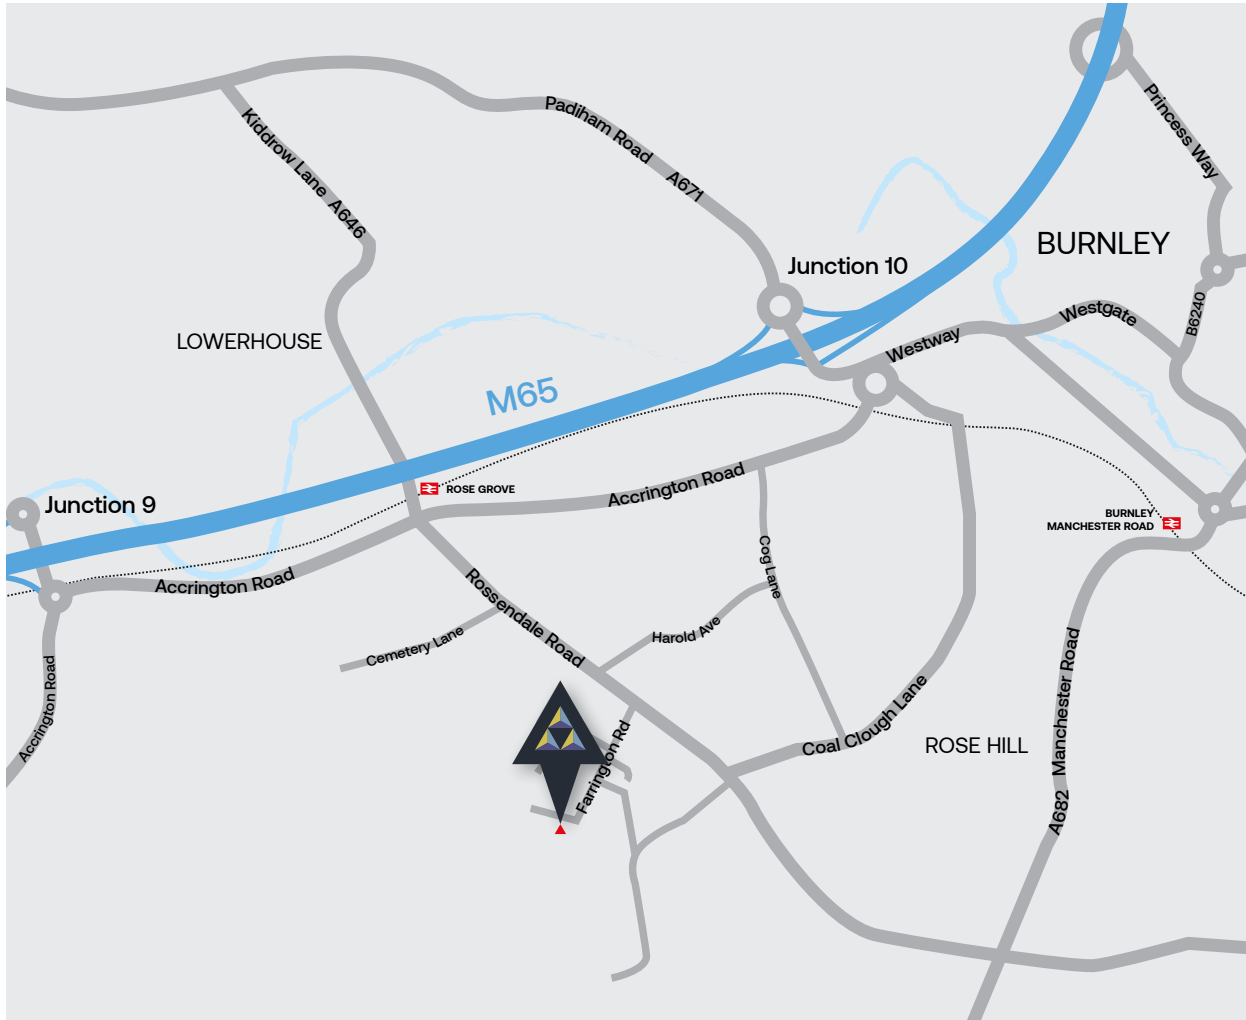 Princess Way
Padiham Road A671
Kiddrow Lane A646
BURNLEY
Junction 10
B6240
Westgate
LOWERHOUSE
Westway
M65
ROSE GROVE
Accrington Road
Junction 9
BURNLEY
MANCHESTER ROAD
Cog Lane
Accrington Road
Rossendale Road
Harold Ave
Cemetery Lane
Accrington Road
Manchester Road
A682
Coal Clough Lane
ROSE HILL
Farrington Rd